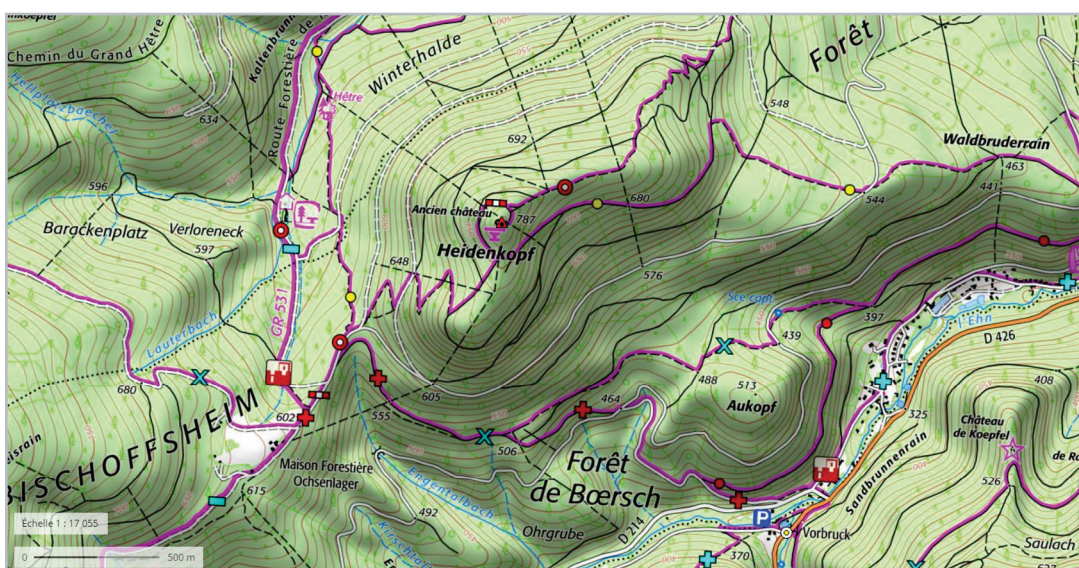 Chemin du Grand Hêtre
Kaltenbrunn
Route Forestière de
Winterhalde
Forêt
Hellplatzbaechel
634
Hêtre
548
692
Waldbruderrain
463
596
441
544
Barackenplatz
Verloreneck
597
Ancien château
787
680
Heidenkopf
648
576
GR-531
Sce capt
397
l'Ehn
D 426
Lauterbach
439
680
605
488
513
408
Aukopf
BISCHOFFSHEIM
602
555
464
325
Château
de Koepfel
506
Forêt
de Bœrsch
Maison Forestière
Ochsenlager
Engentalbach
Sandbrunnenrain
526
615
492
Ohrgrube
D 214
P
Vorbruck
370
Saulach
Échelle 1 : 17 055
0
500 m